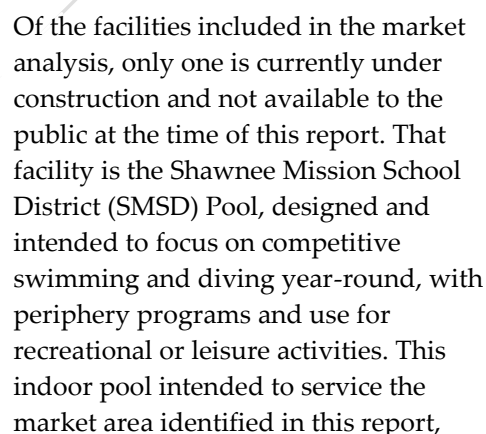 Of the facilities included in the market
analysis, only one is currently under
construction and not available to the
public at the time of this report. That
facility is the Shawnee Mission School
District (SMSD) Pool, designed and
intended to focus on competitive
swimming and diving year-round, with
periphery programs and use for
recreational or leisure activities. This
indoor pool intended to service the
market area identified in this report,